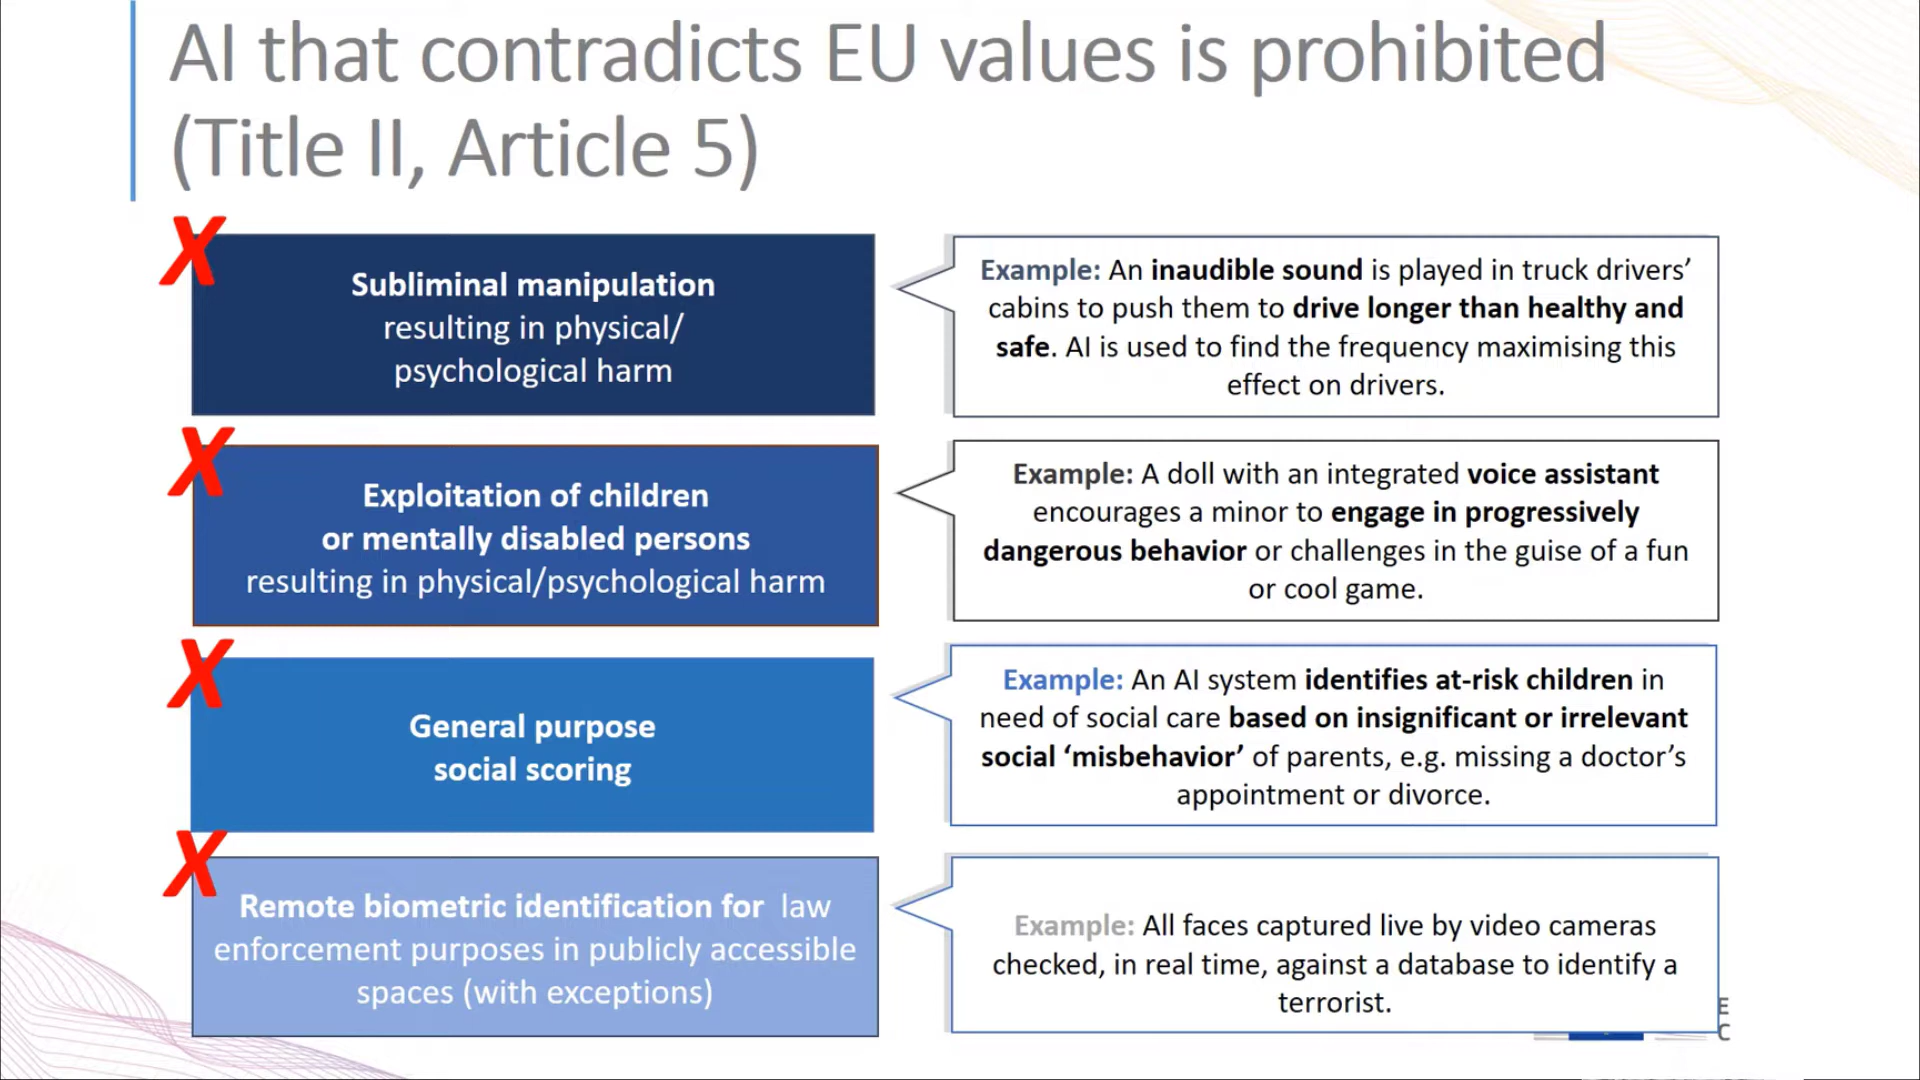 AI that contradicts EU values is prohibited
(Title II, Article 5)
X
Subliminal manipulation
resulting in physical/
psychological harm
Example: An inaudible sound is played in truck drivers’
cabins to push them to drive longer than healthy and
safe. AI is used to find the frequency maximising this
effect on drivers.
X
Exploitation of children
or mentally disabled persons
resulting in physical/psychological harm
Example: A doll with an integrated voice assistant
encourages a minor to engage in progressively
dangerous behavior or challenges in the guise of a fun
or cool game.
X
General purpose
social scoring
Example: An AI system identifies at-risk children in
need of social care based on insignificant or irrelevant
social ‘misbehavior’ of parents, e.g. missing a doctor’s
appointment or divorce.
X
Remote biometric identification for law
enforcement purposes in publicly accessible
spaces (with exceptions)
Example: All faces captured live by video cameras
checked, in real time, against a database to identify a
terrorist.
E
C